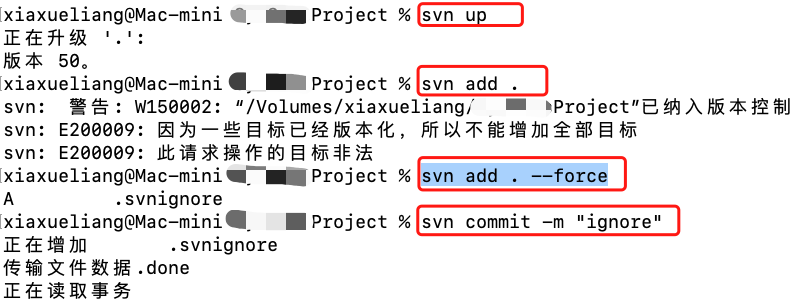 xiaxueliang@Mac-mini Project % svn up
正在升级 '.':
版本 50。
xiaxueliang@Mac-mini Project % svn add .
svn: 警告: W150002: “/Volumes/xiaxueliang/ Project”已纳入版本控制
svn: E200009: 因为一些目标已经版本化，所以不能增加全部目标
svn: E200009: 此请求操作的目标非法
xiaxueliang@Mac-mini Project % svn add . --force
A .svnignore
xiaxueliang@Mac-mini Project % svn commit -m "ignore"
正在增加 .svnignore
传输文件数据.done
正在读取事务